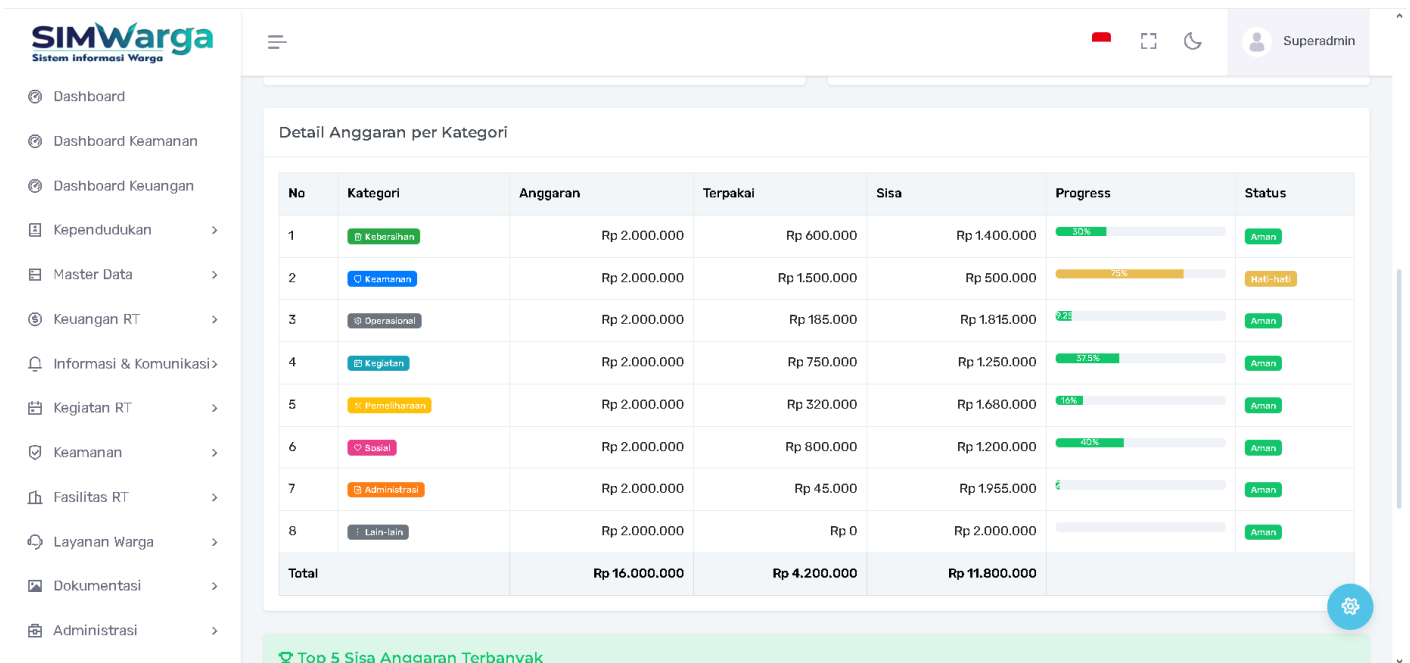 SIMWarga
Sistem informasi Warga
Superadmin
Dashboard
Dashboard Keamanan
Dashboard Keuangan
Kependudukan
Master Data
Keuangan RT
Informasi & Komunikasi
Kegiatan RT
Keamanan
Fasilitas RT
Layanan Warga
Dokumentasi
Administrasi
Detail Anggaran per Kategori
No Kategori Anggaran Terpakai Sisa Progress Status
1 Kebersihan Rp 2.000.000 Rp 600.000 Rp 1.400.000 30% Aman
2 Keamanan Rp 2.000.000 Rp 1.500.000 Rp 500.000 75% Hati-hati
3 Operasional Rp 2.000.000 Rp 185.000 Rp 1.815.000 Aman
4 Kegiatan Rp 2.000.000 Rp 750.000 Rp 1.250.000 37.5% Aman
5 Pemeliharaan Rp 2.000.000 Rp 320.000 Rp 1.680.000 16% Aman
6 Sosial Rp 2.000.000 Rp 800.000 Rp 1.200.000 40% Aman
7 Administrasi Rp 2.000.000 Rp 45.000 Rp 1.955.000 Aman
8 Lain-lain Rp 2.000.000 Rp 0 Rp 2.000.000 Aman
Total Rp 16.000.000 Rp 4.200.000 Rp 11.800.000
Top 5 Sisa Anggaran Terbanyak